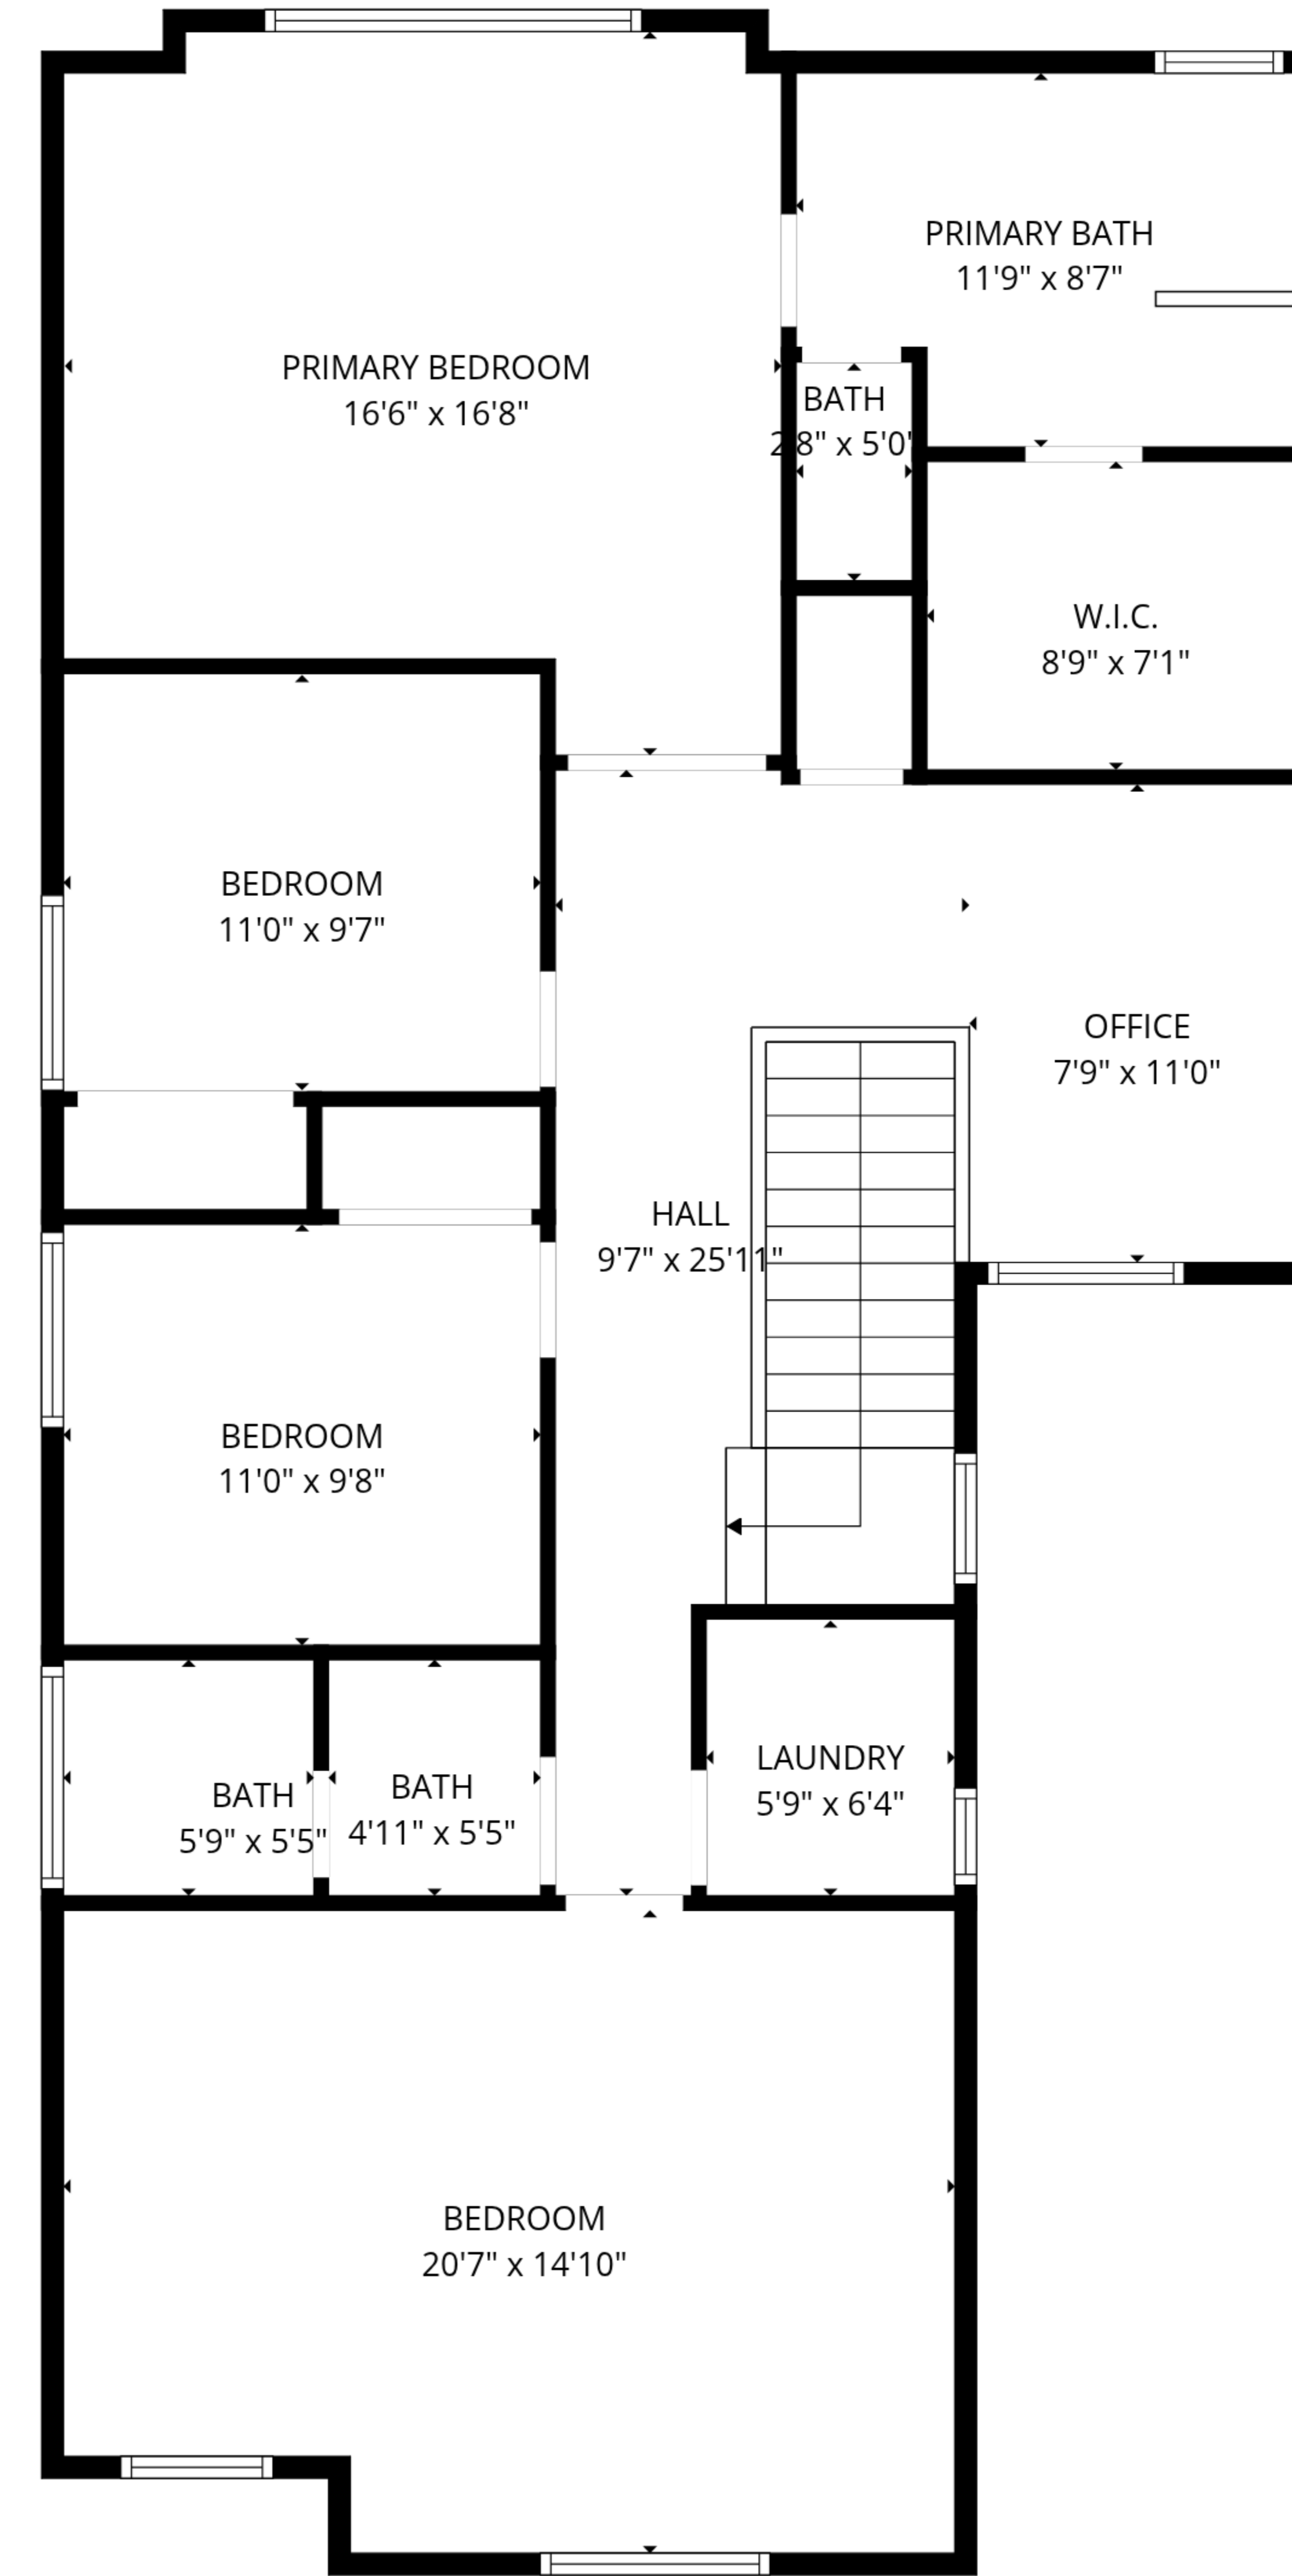 PRIMARY BATH
11'9" x 8'7"
PRIMARY BEDROOM
16'6" x 16'8"
BATH
2'8" x 5'0"
W.I.C.
8'9" x 7'1"
BEDROOM
11'0" x 9'7"
OFFICE
7'9" x 11'0"
HALL
9'7" x 25'11"
BEDROOM
11'0" x 9'8"
LAUNDRY
5'9" x 6'4"
BATH
5'9" x 5'5"
BATH
4'11" x 5'5"
BEDROOM
20'7" x 14'10"